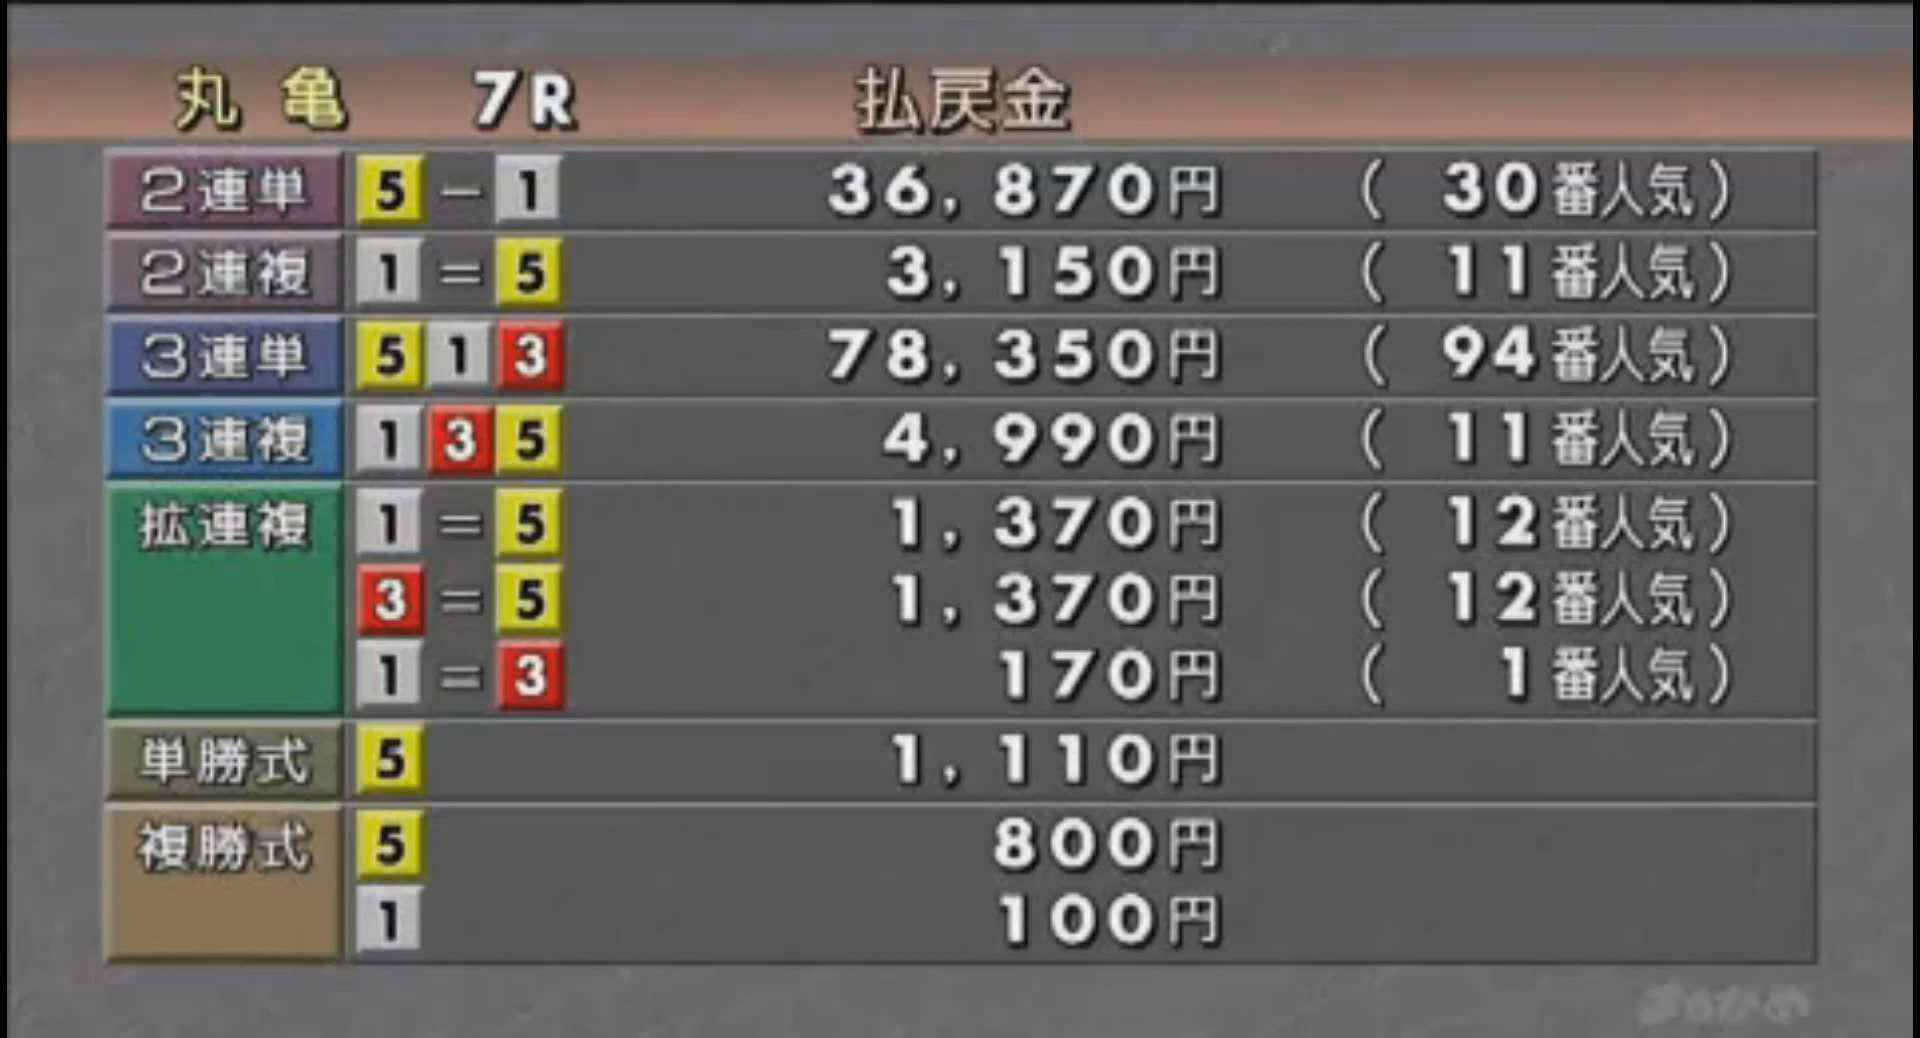 丸亀 7R 払戻金
2連単 5 - 1 36,870円 ( 30番人気 )
2連複 1 = 5 3,150円 ( 11番人気 )
3連単 5 1 3 78,350円 ( 94番人気 )
3連複 1 3 5 4,990円 ( 11番人気 )
拡連複 1 = 5 1,370円 ( 12番人気 )
3 = 5 1,370円 ( 12番人気 )
1 = 3 170円 ( 1番人気 )
単勝式 5 1,110円
複勝式 5 800円
1 100円
まるがめ